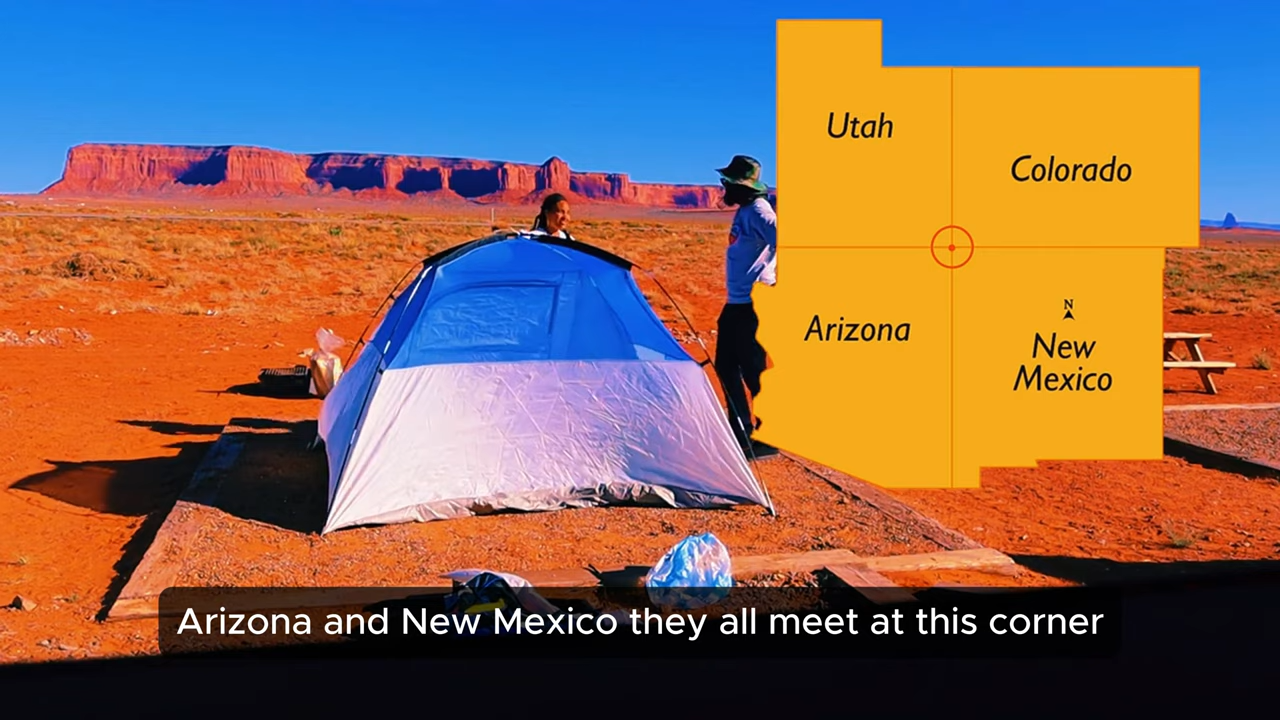 Utah
Colorado
Arizona
N
New
Mexico
Arizona and New Mexico they all meet at this corner